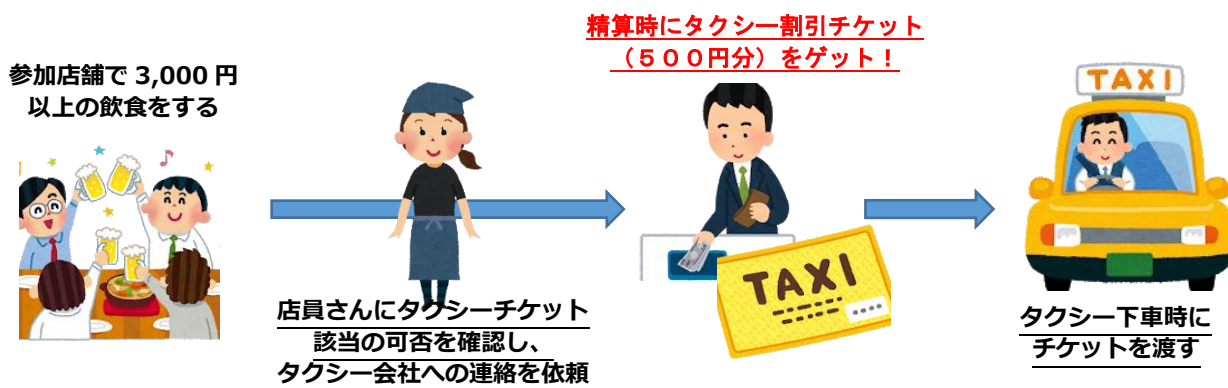 参加店舗で 3,000 円
以上の飲食をする
店員さんにタクシーチケット
該当の可否を確認し、
タクシー会社への連絡を依頼
精算時にタクシー割引チケット
（５００円分）をゲット！
TAXI
TAXI
タクシー下車時に
チケットを渡す